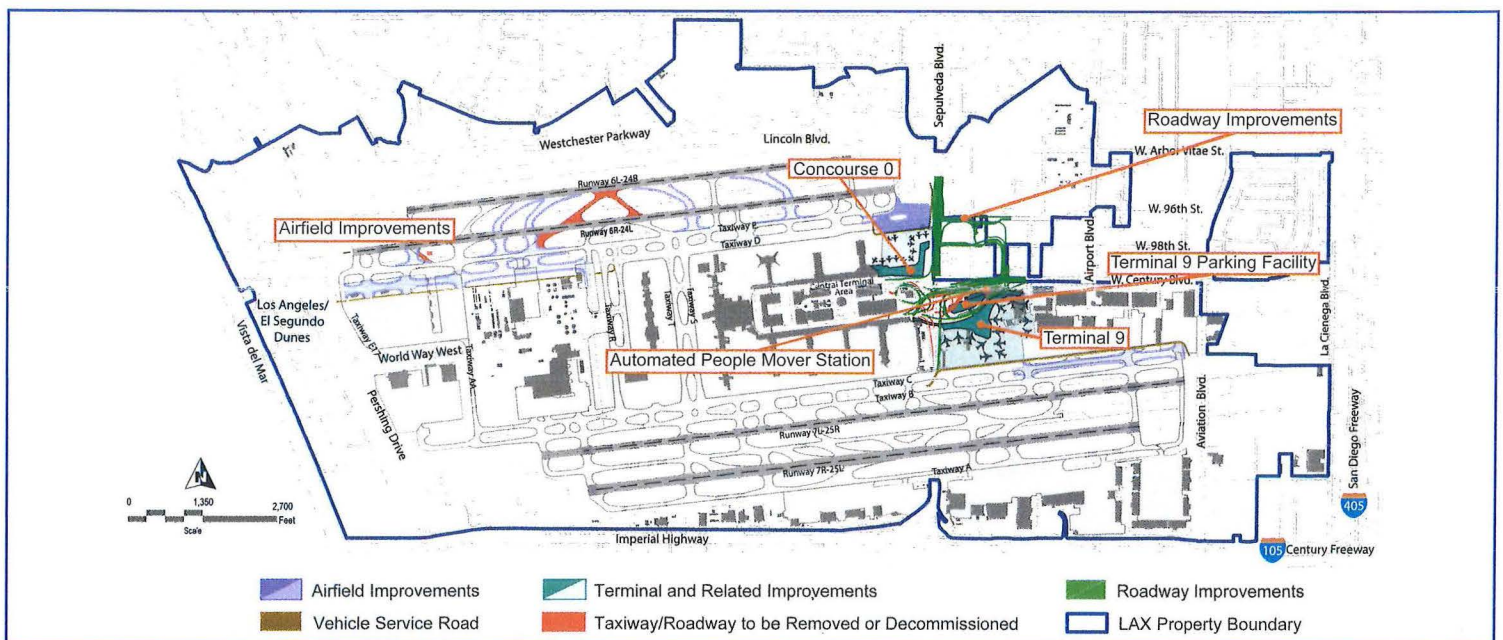 Sepulveda Blvd.
Roadway Improvements
Westchester Parkway
Lincoln Blvd.
W. Arbor Vitae St.
Concourse 0
Runway 6L-24R
W. 96th St.
Airfield Improvements
Runway 6R-24L
Taxiway E
Taxiway D
Airport Blvd.
W. 98th St.
Terminal 9 Parking Facility
W. Century Blvd.
Central Terminal
Area
Los Angeles/
El Segundo
Dunes
Vista del Mar
Taxiway T
Taxiway S
Taxiway R
La Cienega Blvd.
Terminal 9
World Way West
Taxiway AA
Automated People Mover Station
Taxiway C
Taxiway B
Pershing Drive
Aviation Blvd.
Runway 7L-25R
Runway 7R-25L
Taxiway A
San Diego Freeway
405
N
0
1,350
2,700
Feet
Scale
Imperial Highway
105
Century Freeway
Airfield Improvements
Terminal and Related Improvements
Roadway Improvements
Vehicle Service Road
Taxiway/Roadway to be Removed or Decommissioned
LAX Property Boundary